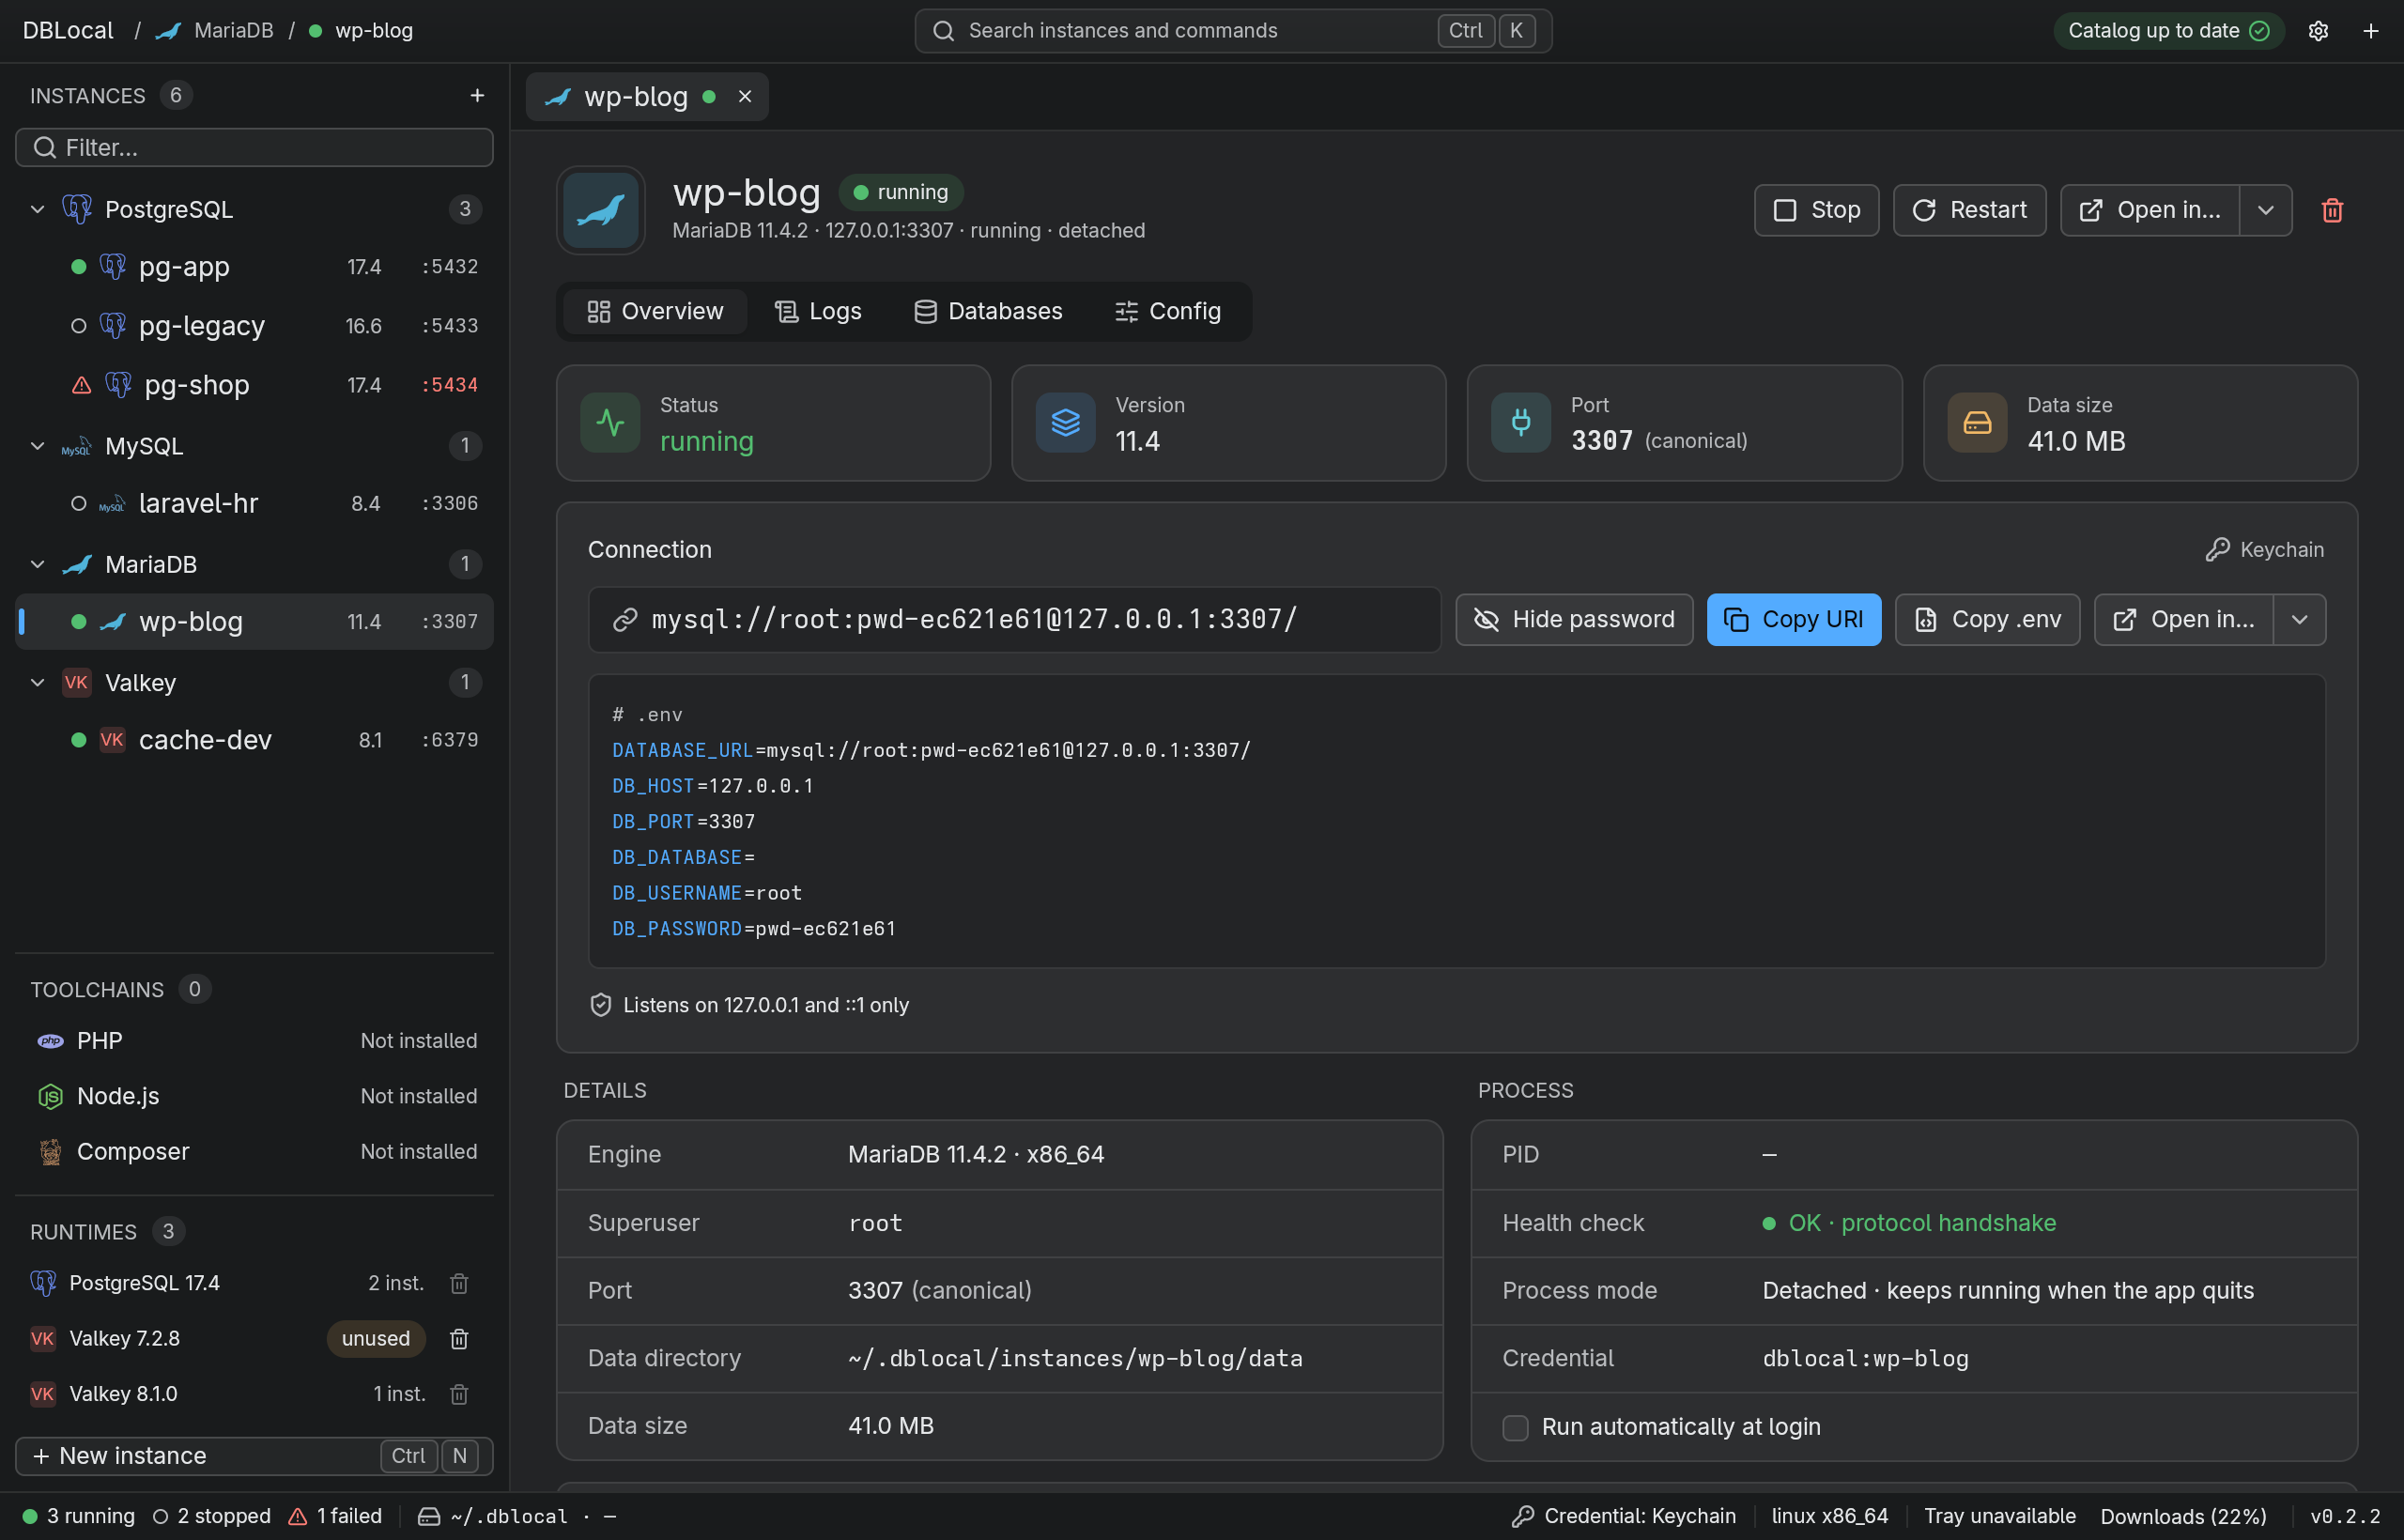 DBLocal / MariaDB / wp-blog
Search instances and commands Ctrl K
Catalog up to date
INSTANCES 6
Filter...
PostgreSQL 3
pg-app 17.4 :5432
pg-legacy 16.6 :5433
pg-shop 17.4 :5434
MySQL MySQL 1
MySQL laravel-hr 8.4 :3306
MariaDB 1
wp-blog 11.4 :3307
VK Valkey 1
VK cache-dev 8.1 :6379
TOOLCHAINS 0
php PHP Not installed
JS Node.js Not installed
Composer Not installed
RUNTIMES 3
PostgreSQL 17.4 2 inst.
VK Valkey 7.2.8 unused
VK Valkey 8.1.0 1 inst.
+ New instance Ctrl N
wp-blog
wp-blog running
MariaDB 11.4.2 · 127.0.0.1:3307 · running · detached
Stop Restart Open in...
Overview Logs Databases Config
Status
running
Version
11.4
Port
3307 (canonical)
Data size
41.0 MB
Connection Keychain
mysql://root:pwd-ec621e61@127.0.0.1:3307/ Hide password Copy URI Copy .env Open in...
# .env
DATABASE_URL=mysql://root:pwd-ec621e61@127.0.0.1:3307/
DB_HOST=127.0.0.1
DB_PORT=3307
DB_DATABASE=
DB_USERNAME=root
DB_PASSWORD=pwd-ec621e61
Listens on 127.0.0.1 and ::1 only
DETAILS
Engine MariaDB 11.4.2 · x86_64
Superuser root
Port 3307 (canonical)
Data directory ~/.dblocal/instances/wp-blog/data
Data size 41.0 MB
PROCESS
PID —
Health check OK · protocol handshake
Process mode Detached · keeps running when the app quits
Credential dblocal:wp-blog
Run automatically at login
3 running 2 stopped 1 failed ~/.dblocal · —
Credential: Keychain linux x86_64 Tray unavailable Downloads (22%) v0.2.2